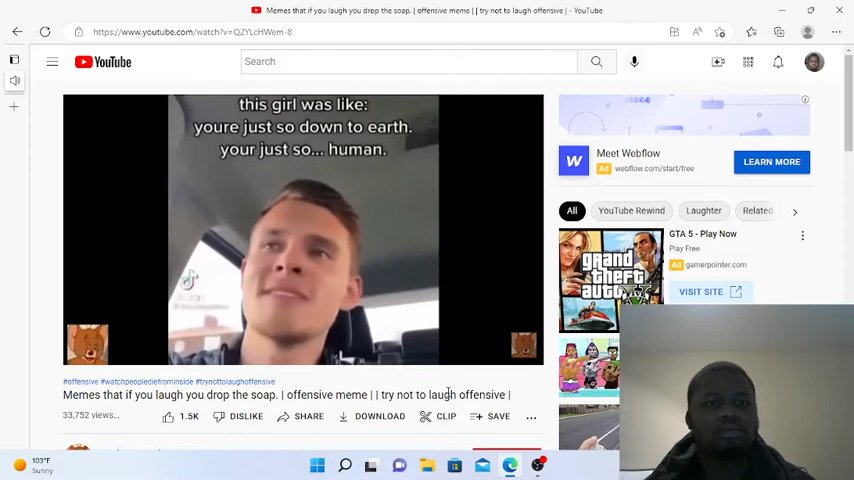 Memes that if you laugh you drop the soap. | offensive meme | | try not to laugh offensive | - YouTube
https://www.youtube.com/watch?v=Q2YLcHWem-8
YouTube
Search
this girl was like:
youre just so down to earth.
your just so... human.
Meet Webflow
Ad webflow.com/start/free
LEARN MORE
All
YouTube Rewind
Laughter
Related
GTA 5 - Play Now
Play Free
Ad gamerpointer.com
VISIT SITE
grand
theft
auto
#offensive #watchpeoplediefrominside #trynottolaughoffensive
Memes that if you laugh you drop the soap. | offensive meme | | try not to laugh offensive |
33,752 views...
1.5K
DISLIKE
SHARE
DOWNLOAD
CLIP
SAVE
103°F
Sunny